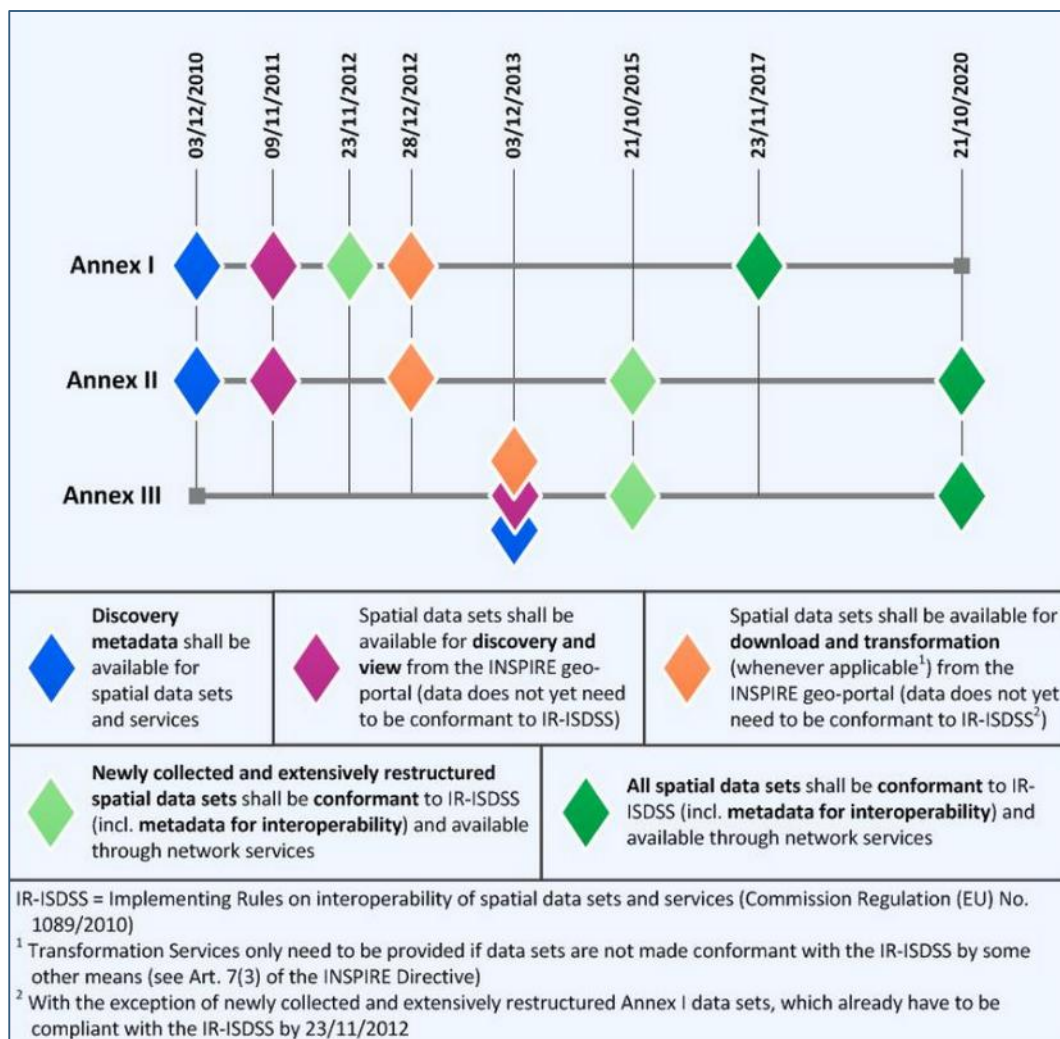 03/12/2010
09/11/2011
23/11/2012
28/12/2012
03/12/2013
21/10/2015
23/11/2017
21/10/2020
Annex I
Annex II
Annex III
Discovery
metadata shall be
available for
spatial data sets
and services
Spatial data sets shall be
available for discovery and
view from the INSPIRE geo-
portal (data does not yet need
to be conformant to IR-ISDSS)
Spatial data sets shall be available for
download and transformation
(whenever applicable¹) from the
INSPIRE geo-portal (data does not yet
need to be conformant to IR-ISDSS²)
Newly collected and extensively restructured
spatial data sets shall be conformant to IR-ISDSS
(incl. metadata for interoperability) and available
through network services
All spatial data sets shall be conformant to IR-
ISDSS (incl. metadata for interoperability) and
available through network services
IR-ISDSS = Implementing Rules on interoperability of spatial data sets and services (Commission Regulation (EU) No.
1089/2010)
¹ Transformation Services only need to be provided if data sets are not made conformant with the IR-ISDSS by some
other means (see Art. 7(3) of the INSPIRE Directive)
² With the exception of newly collected and extensively restructured Annex I data sets, which already have to be
compliant with the IR-ISDSS by 23/11/2012